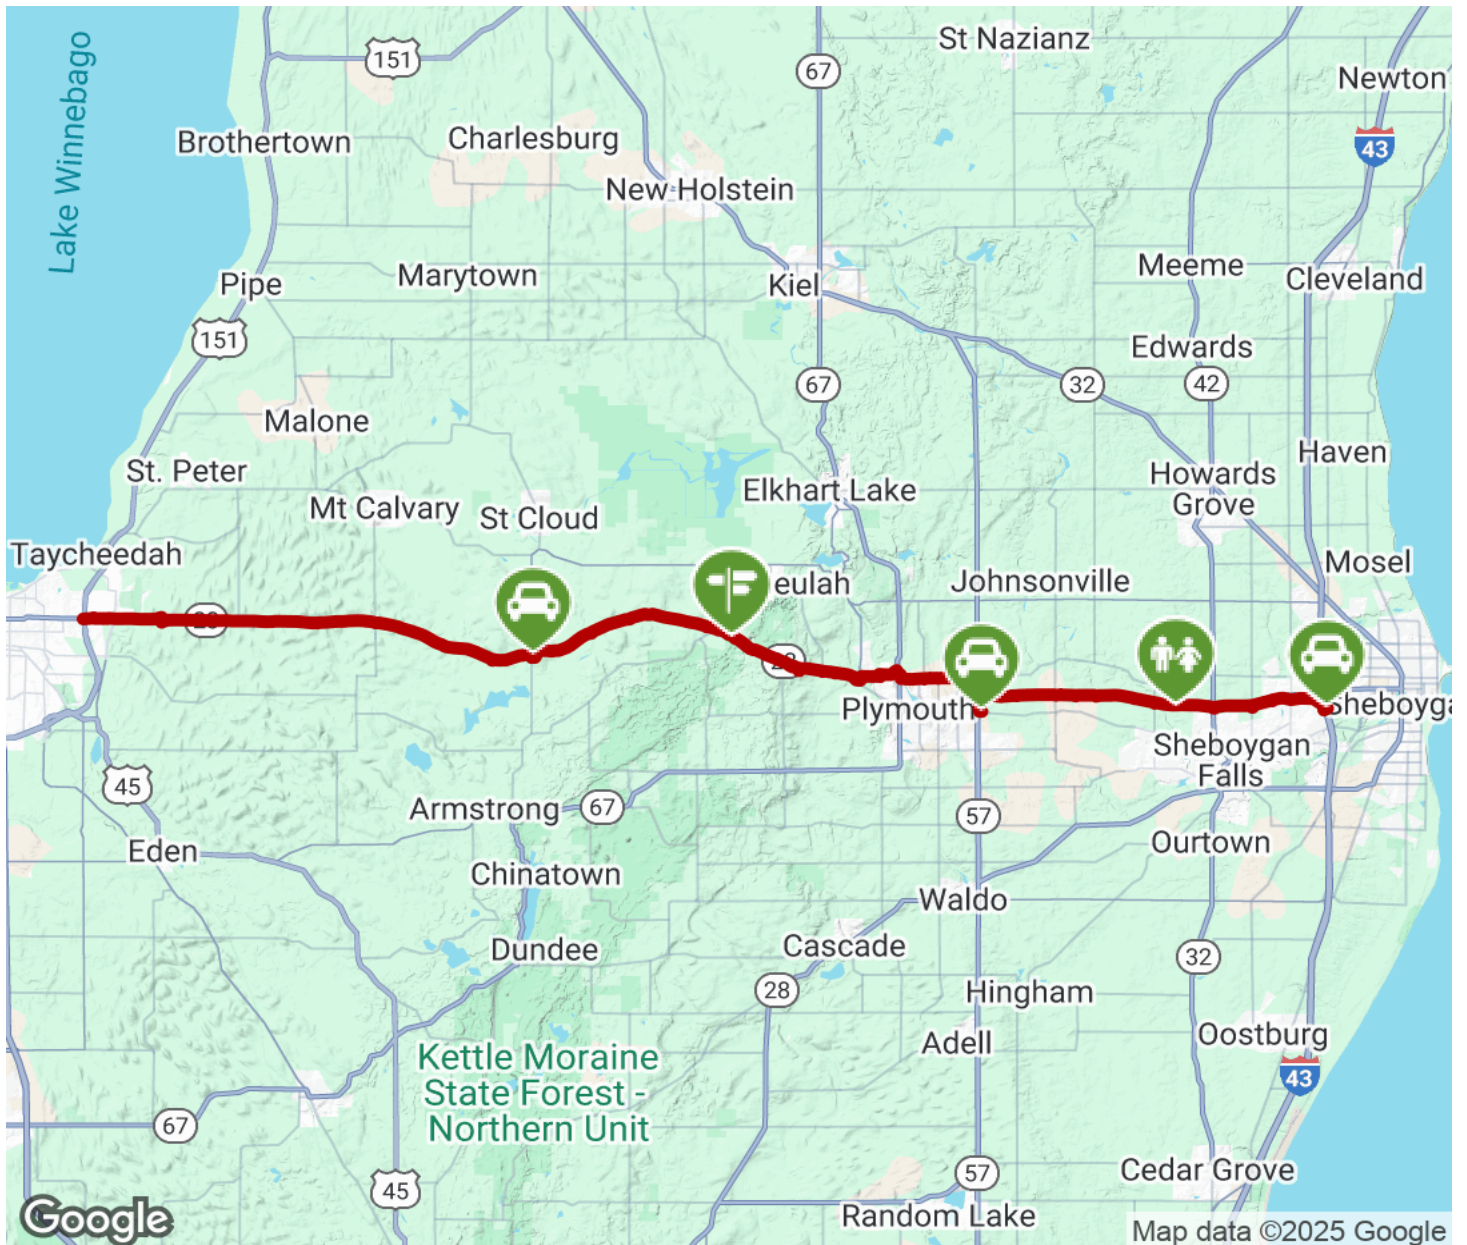 St Nazianz
151
67
Newton
Lake Winnebago
Brothertown
Charlesburg
43
New Holstein
Meeme
Pipe
Marytown
Kiel
Cleveland
151
Edwards
67
32
42
Malone
Haven
St. Peter
Howards
Grove
Elkhart Lake
Mt Calvary
St Cloud
Taycheedah
Mosel
eulah
Johnsonville
23
Plymouth
Sheboyga
Sheboygan
Falls
45
Armstrong
67
57
Eden
Ourtown
Chinatown
Waldo
Dundee
Cascade
32
28
Hingham
Oostburg
Adell
Kettle Moraine
State Forest -
Northern Unit
43
67
Cedar Grove
57
45
Random Lake
Google
Map data ©2025 Google